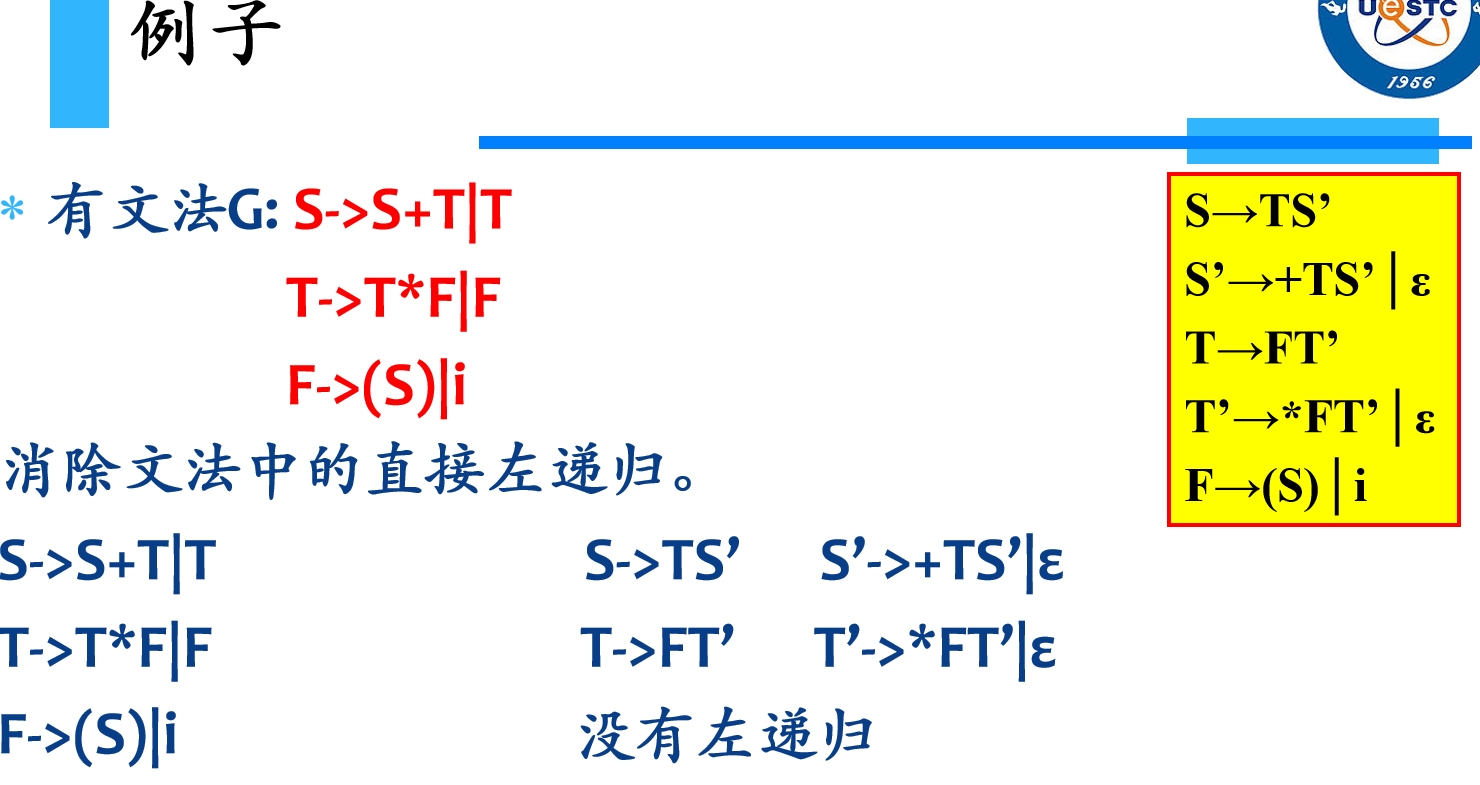 例子
UeSTC
1956
* 有文法G: S->S+T|T
T->T*F|F
F->(S)|i
消除文法中的直接左递归。
S->S+T|T S->TS’ S’->+TS’|ε
T->T*F|F T->FT’ T’->*FT’|ε
F->(S)|i 没有左递归
S→TS’
S’→+TS’│ε
T→FT’
T’→*FT’│ε
F→(S)│i